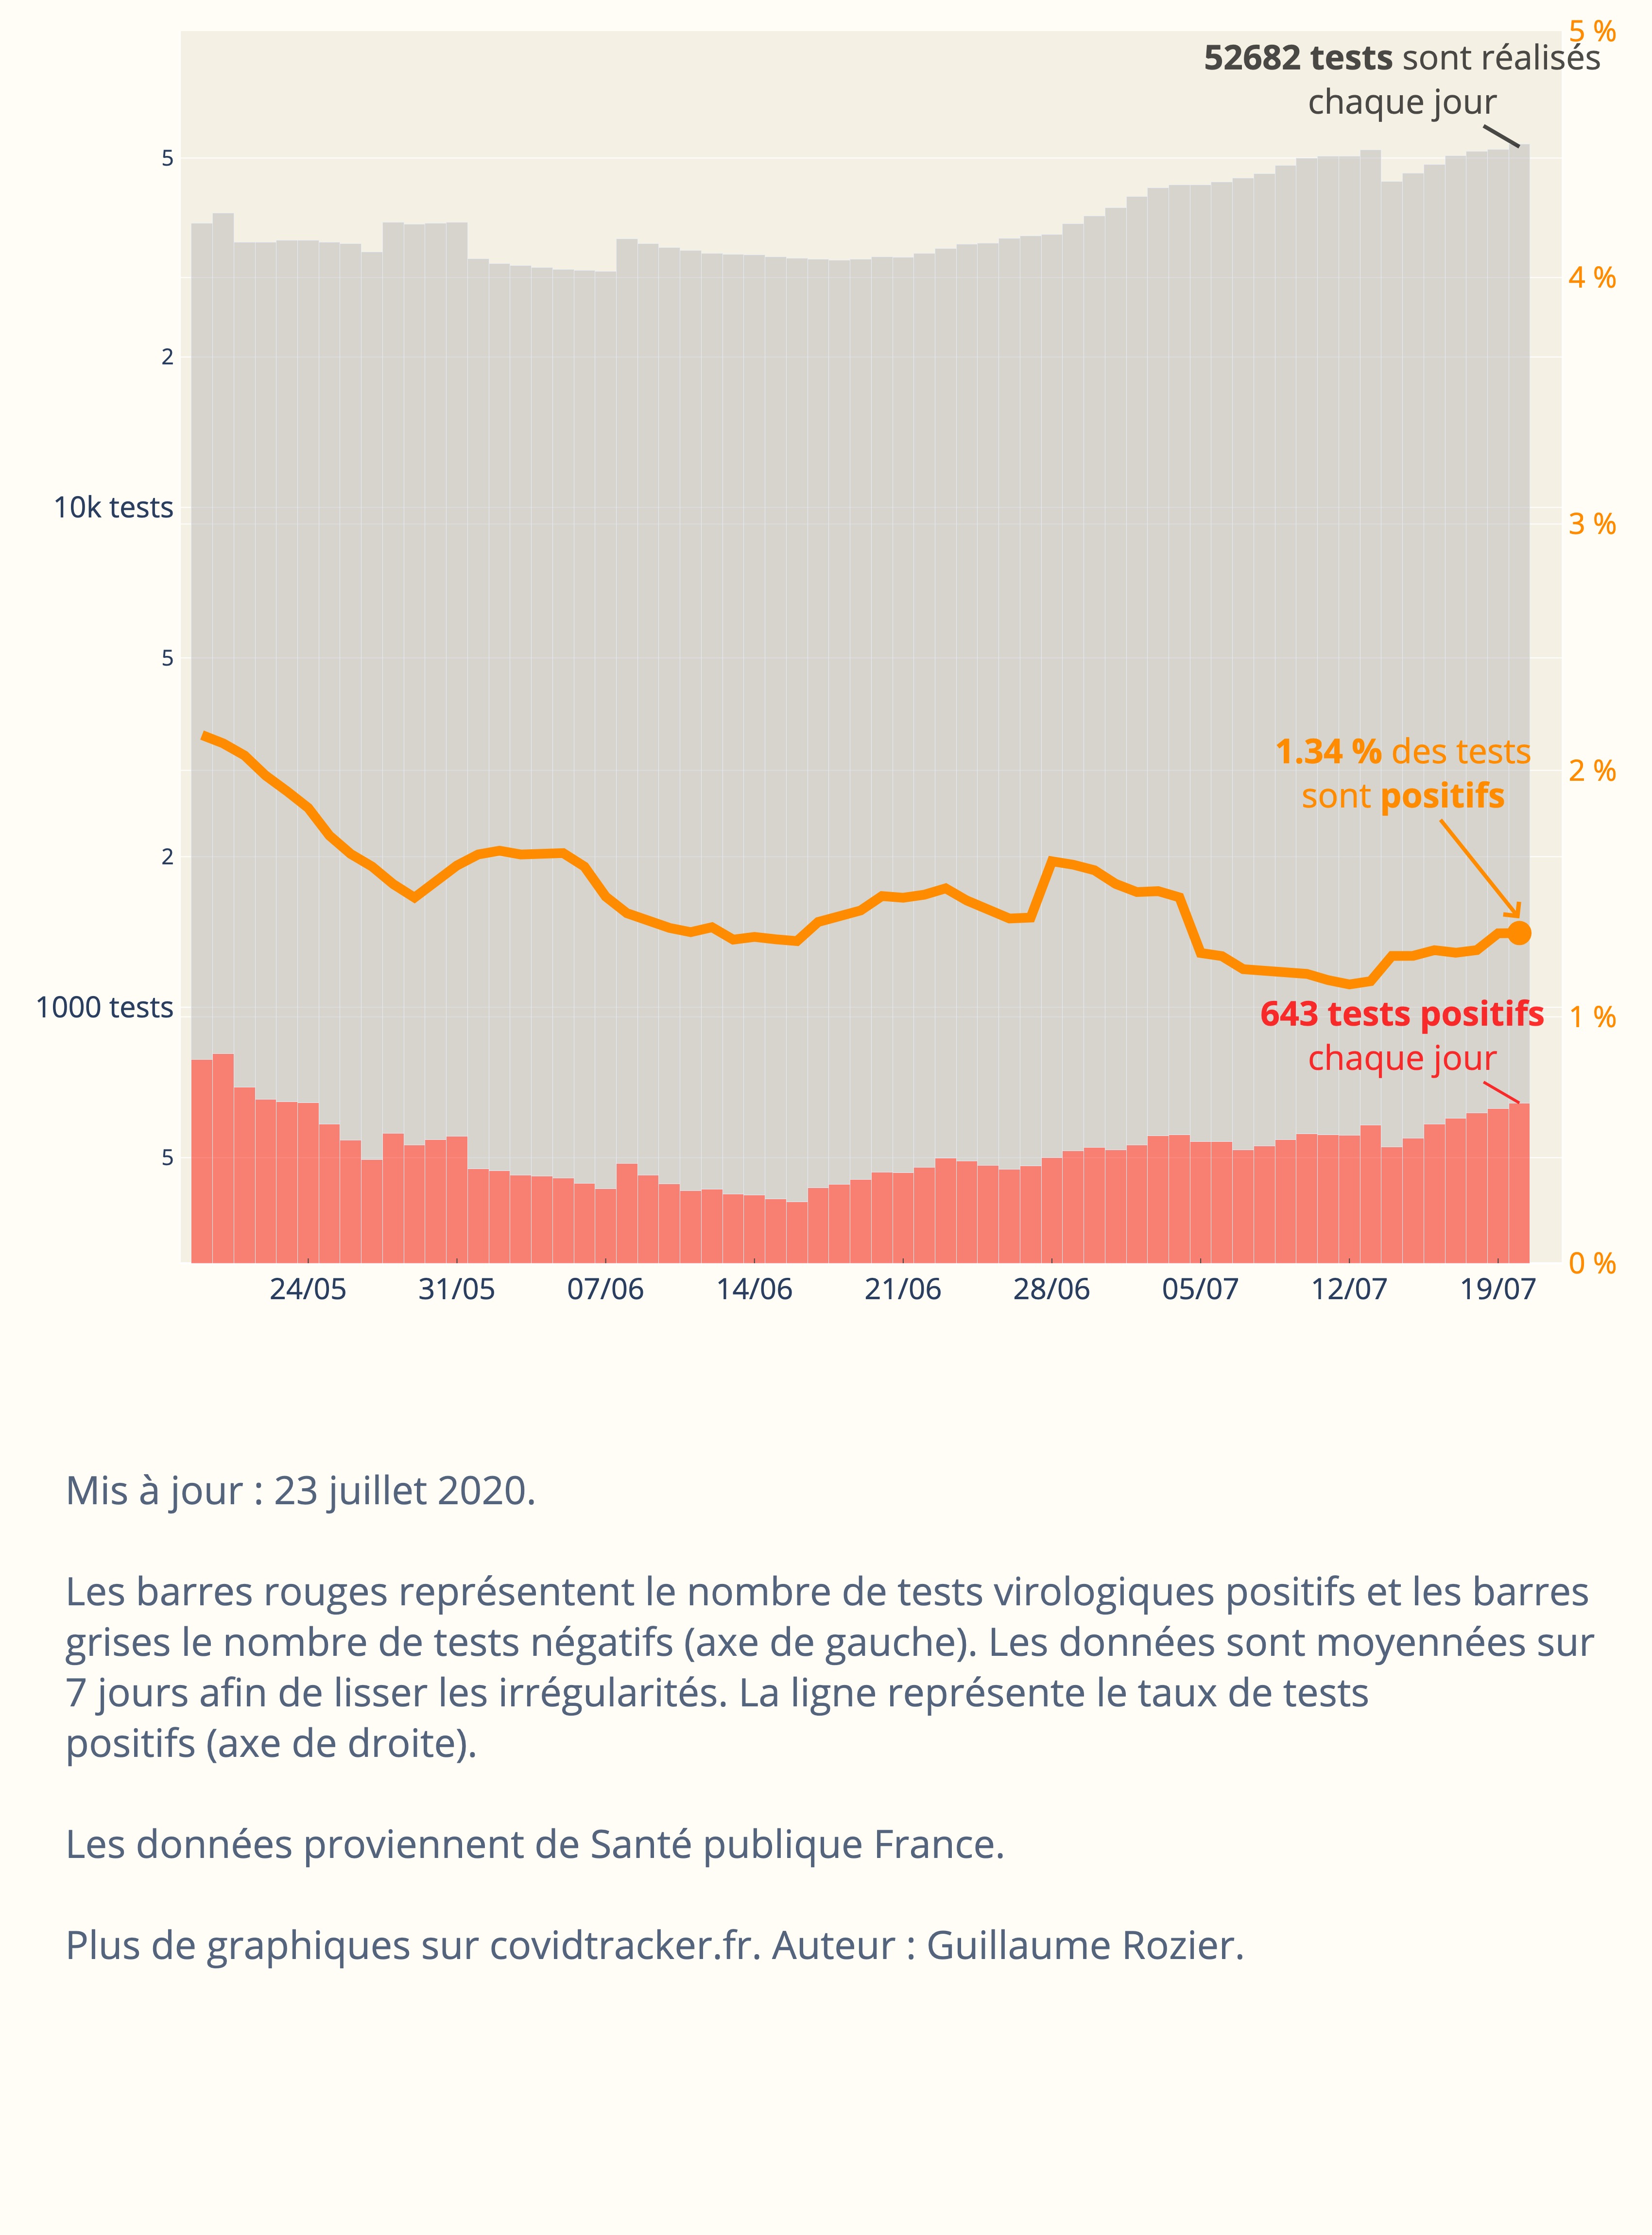 5 %
52682 tests sont réalisés
chaque jour
5
4 %
2
10k tests
3 %
5
1.34 % des tests
2 %
sont positifs
2
1000 tests
643 tests positifs
1 %
chaque jour
5
0 %
24/05 31/05 07/06 14/06 21/06 28/06 05/07 12/07 19/07
Mis à jour : 23 juillet 2020.
Les barres rouges représentent le nombre de tests virologiques positifs et les barres
grises le nombre de tests négatifs (axe de gauche). Les données sont moyennées sur
7 jours afin de lisser les irrégularités. La ligne représente le taux de tests
positifs (axe de droite).
Les données proviennent de Santé publique France.
Plus de graphiques sur covidtracker.fr. Auteur : Guillaume Rozier.